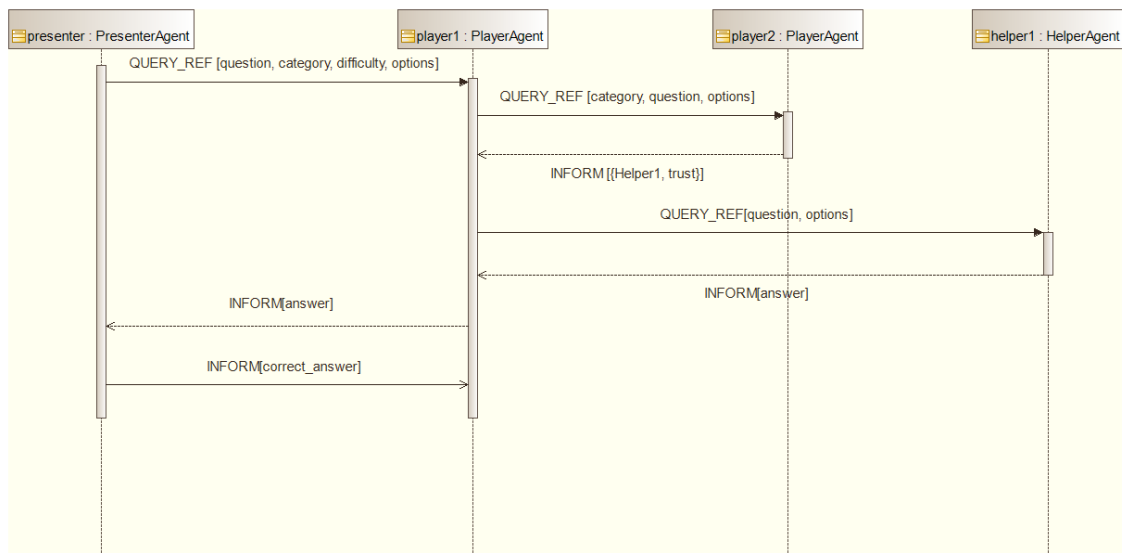 presenter : PresenterAgent
player1 : PlayerAgent
player2 : PlayerAgent
helper1 : HelperAgent
QUERY_REF [question, category, difficulty, options]
QUERY_REF [category, question, options]
INFORM [{Helper1, trust}]
QUERY_REF[question, options]
INFORM[answer]
INFORM[answer]
INFORM[correct_answer]